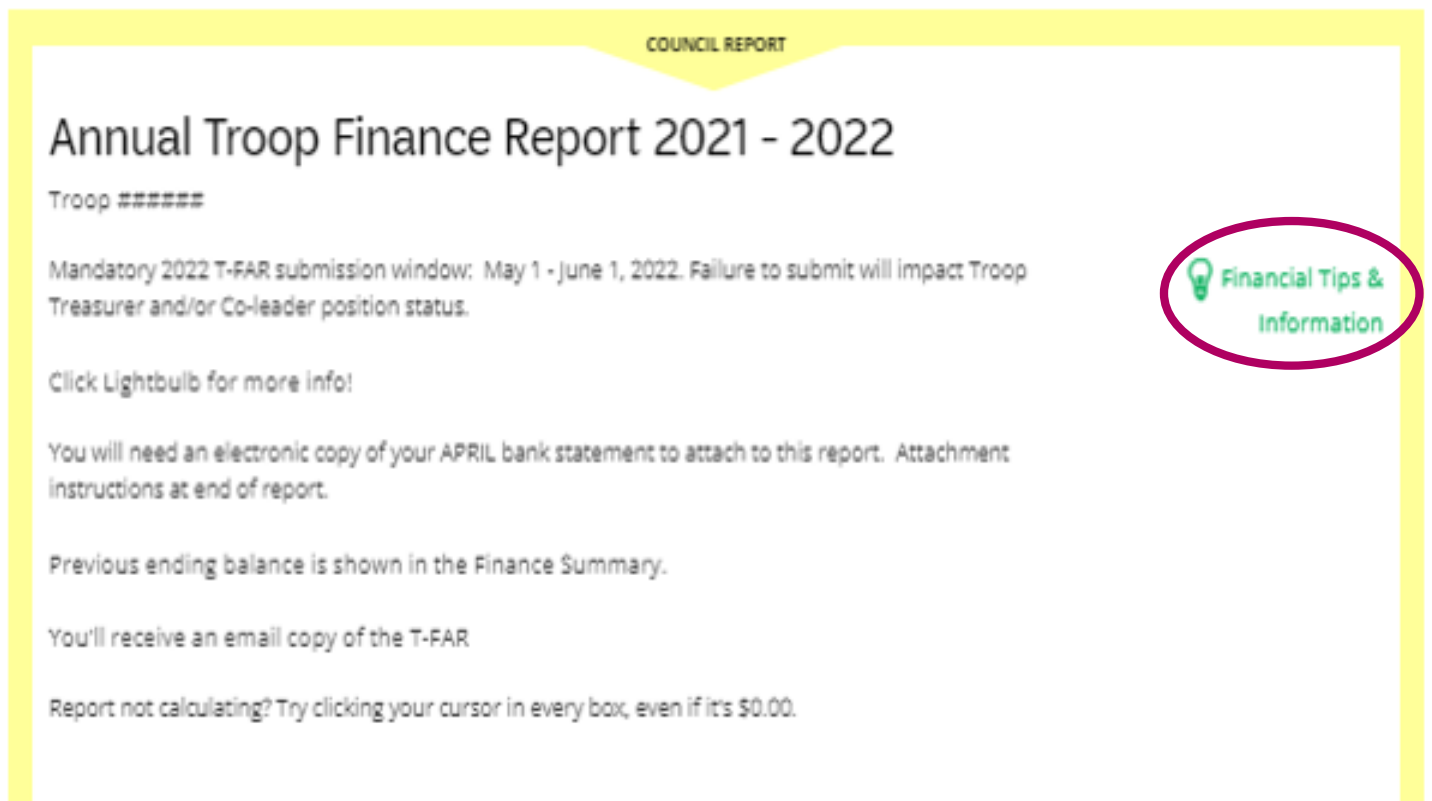 COUNCIL REPORT
Annual Troop Finance Report 2021 - 2022
Troop ######
Mandatory 2022 T-FAR submission window:  May 1 - June 1, 2022. Failure to submit will impact Troop
Treasurer and/or Co-leader position status.
Financial Tips &
Information
Click Lightbulb for more info!
You will need an electronic copy of your APRIL bank statement to attach to this report.  Attachment
instructions at end of report.
Previous ending balance is shown in the Finance Summary.
You'll receive an email copy of the T-FAR
Report not calculating? Try clicking your cursor in every box, even if it's $0.00.